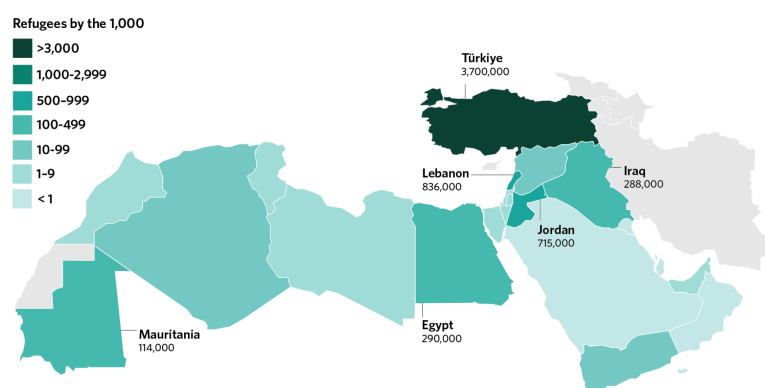 Refugees by the 1,000
>3,000
1,000-2,999
500-999
100-499
10-99
1-9
< 1
Türkiye
3,700,000
Lebanon
836,000
Iraq
288,000
Jordan
715,000
Egypt
290,000
Mauritania
114,000